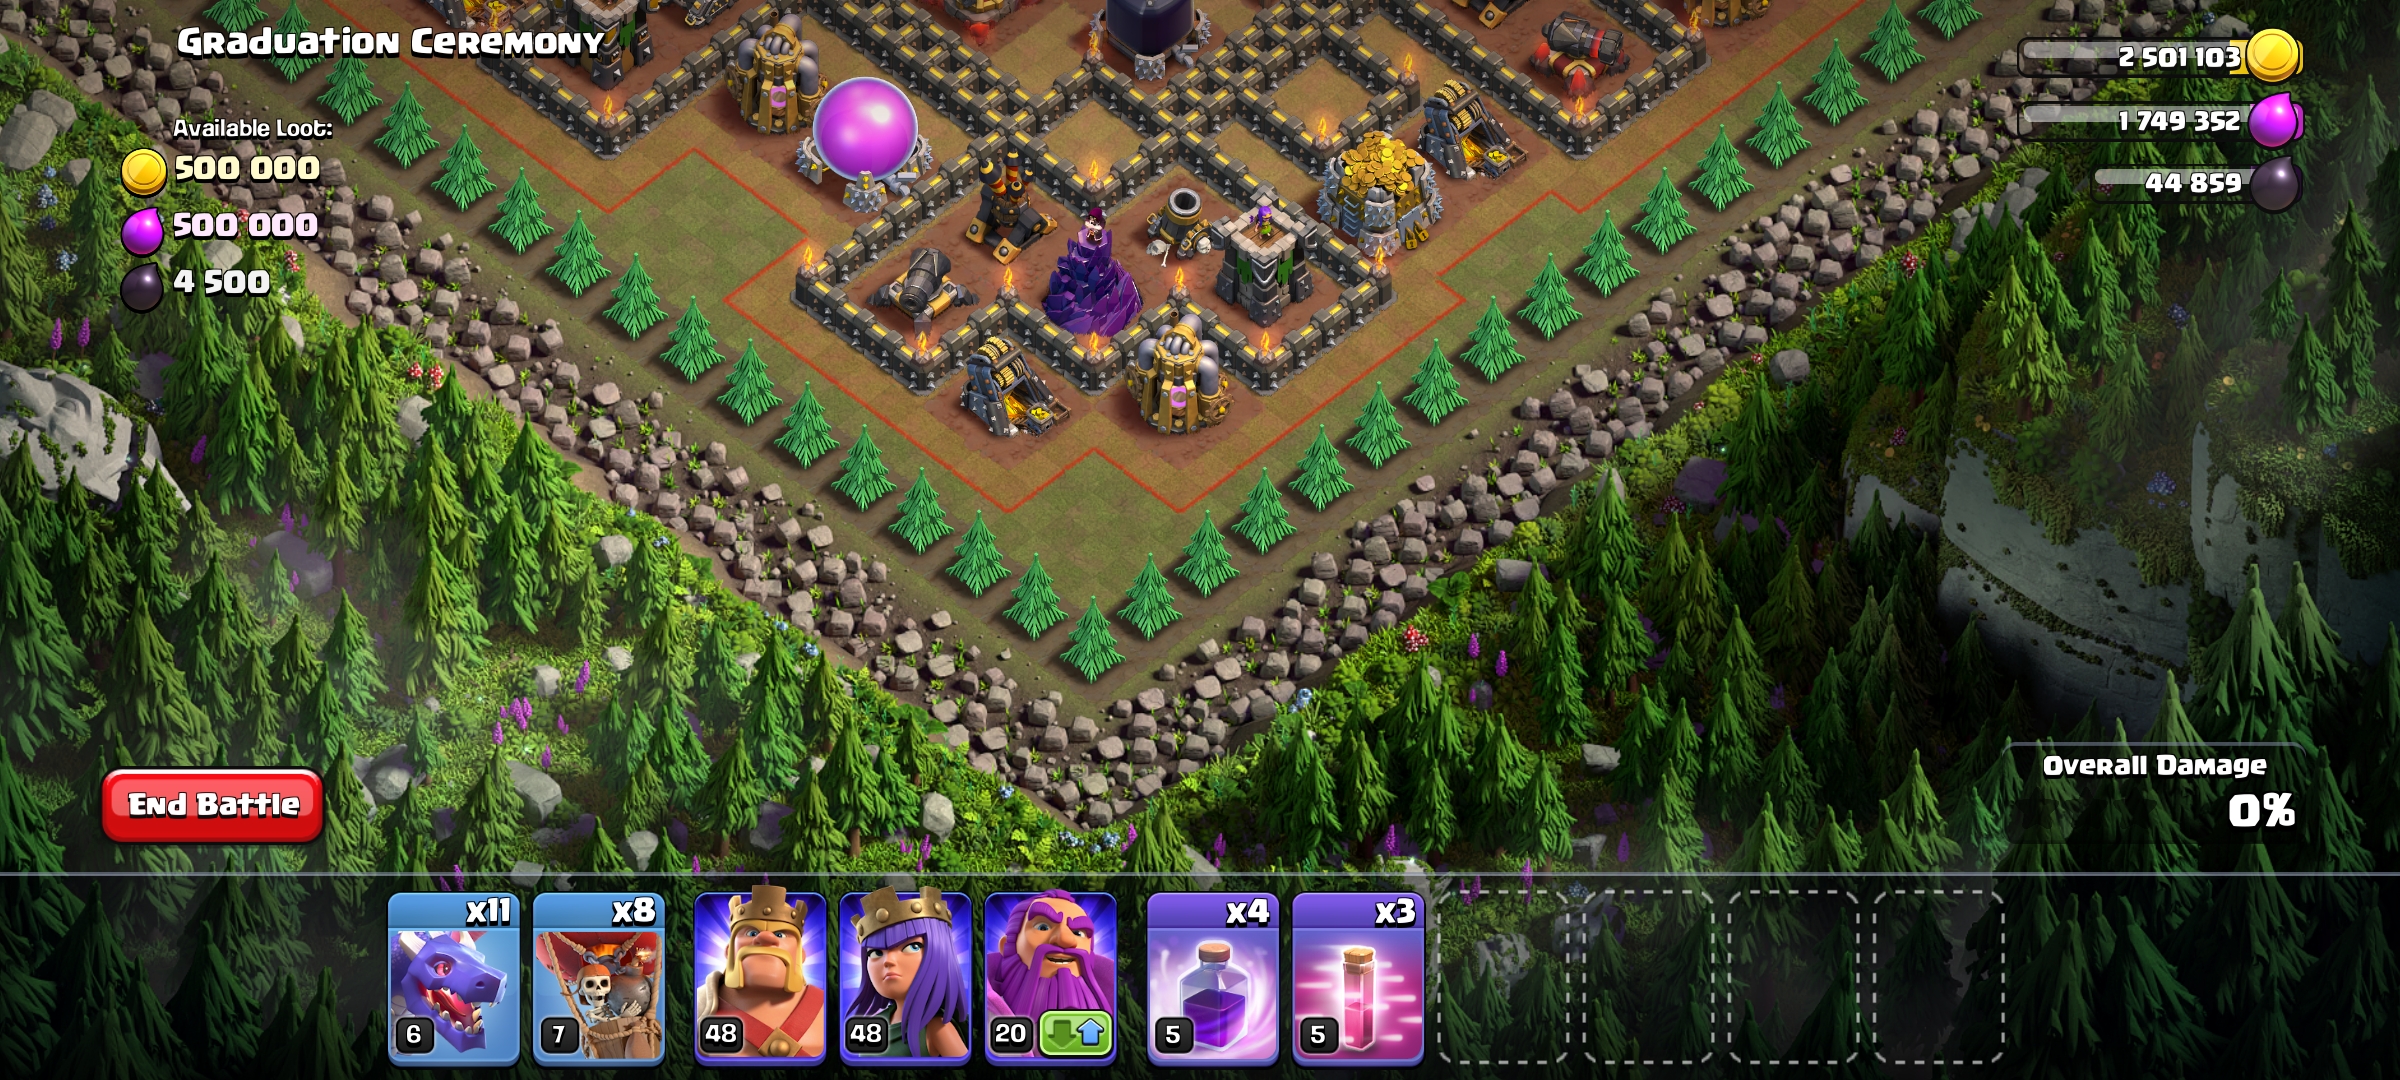 Graduation Ceremony
Available Loot:
500 000
500 000
4 500
2 501 103
1 749 352
44 859
End Battle
Overall Damage
0%
x11
x8
x4
x3
6
7
48
48
20
5
5